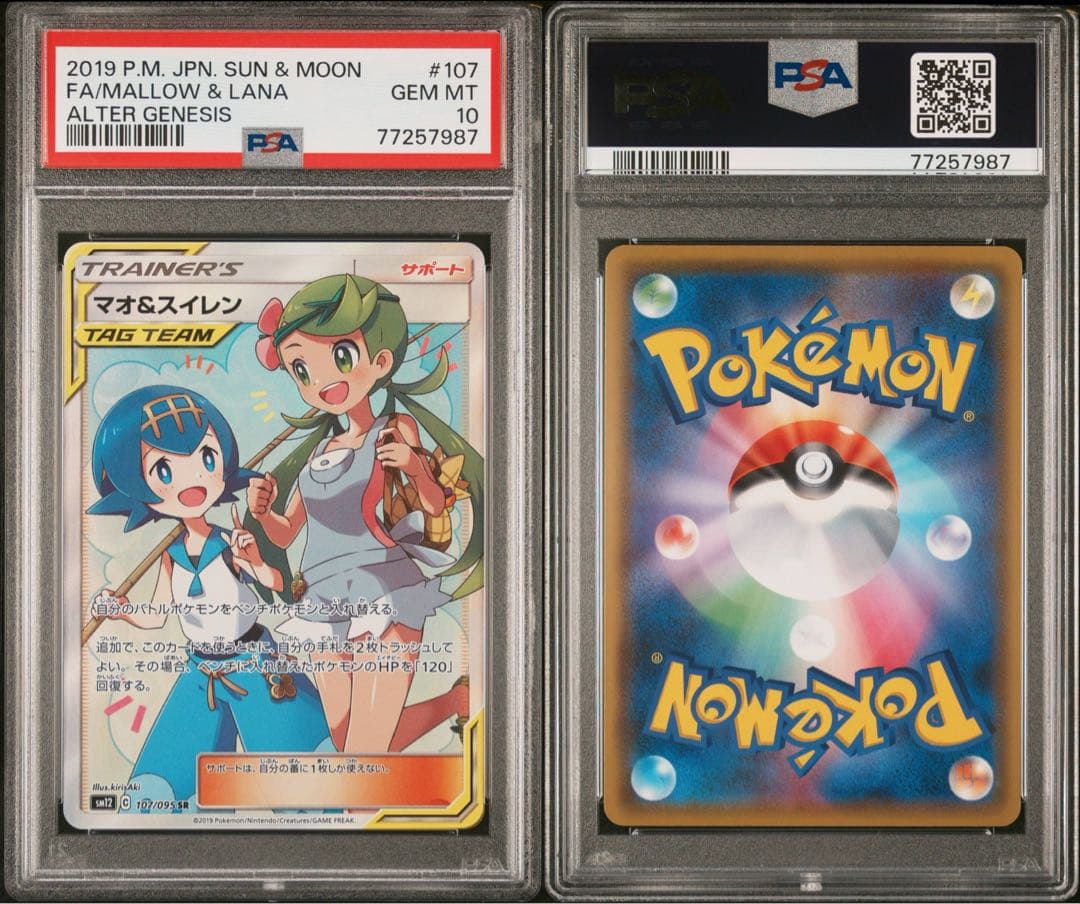 2019 P.M. JPN. SUN & MOON #107
FA/MALLOW & LANA GEM MT
ALTER GENESIS 10
PSA 77257987
TRAINER'S サポート
マオ&スイレン
TAG TEAM
自分のバトルポケモンをベンチポケモンと入れ替える。
追加で、このカードを使うときに、自分の手札を2枚トラッシュして
よい。その場合、ベンチに入れ替えたポケモンのHPを「120」
回復する。
サポートは、自分の番に1枚しか使えない。
Illus.kirisAki
sm12 C 107/095 SR
©2019 Pokémon/Nintendo/Creatures/GAME FREAK.
PSA
PSA
PSA
77257987
POKéMON
®
®
POKéMON
PSA